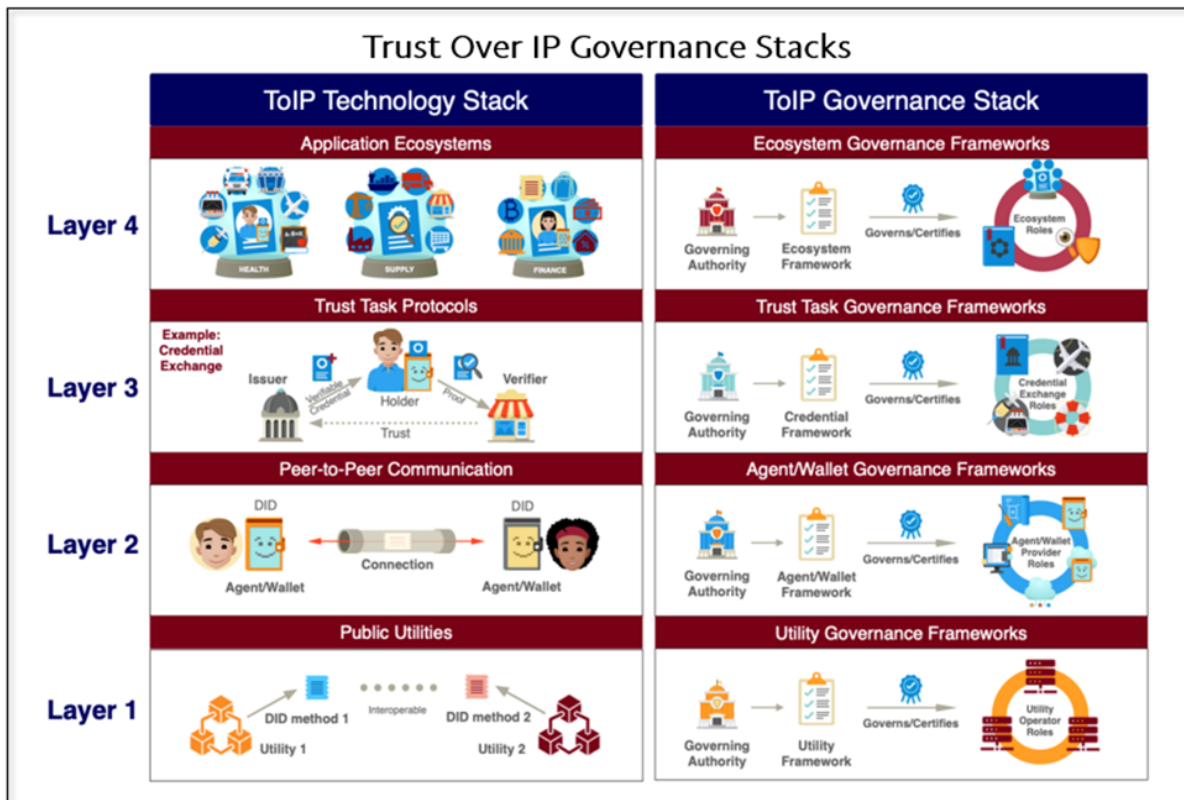 Trust Over IP Governance Stacks
ToIP Technology Stack
ToIP Governance Stack
Layer 4
Application Ecosystems
HEALTH
SUPPLY
FINANCE
Ecosystem Governance Frameworks
Governing
Authority
Ecosystem
Framework
Governs/Certifies
Ecosystem
Roles
Layer 3
Trust Task Protocols
Example:
Credential
Exchange
Issuer
Verifiable
Credential
Holder
Proof
Verifier
Trust
Trust Task Governance Frameworks
Governing
Authority
Credential
Framework
Governs/Certifies
Credential
Exchange
Roles
Layer 2
Peer-to-Peer Communication
DID
DID
Connection
Agent/Wallet
Agent/Wallet
Agent/Wallet Governance Frameworks
Governing
Authority
Agent/Wallet
Framework
Governs/Certifies
Agent/Wallet
Provider
Roles
Layer 1
Public Utilities
DID method 1
Interoperable
DID method 2
Utility 1
Utility 2
Utility Governance Frameworks
Governing
Authority
Utility
Framework
Governs/Certifies
Utility
Operator
Roles